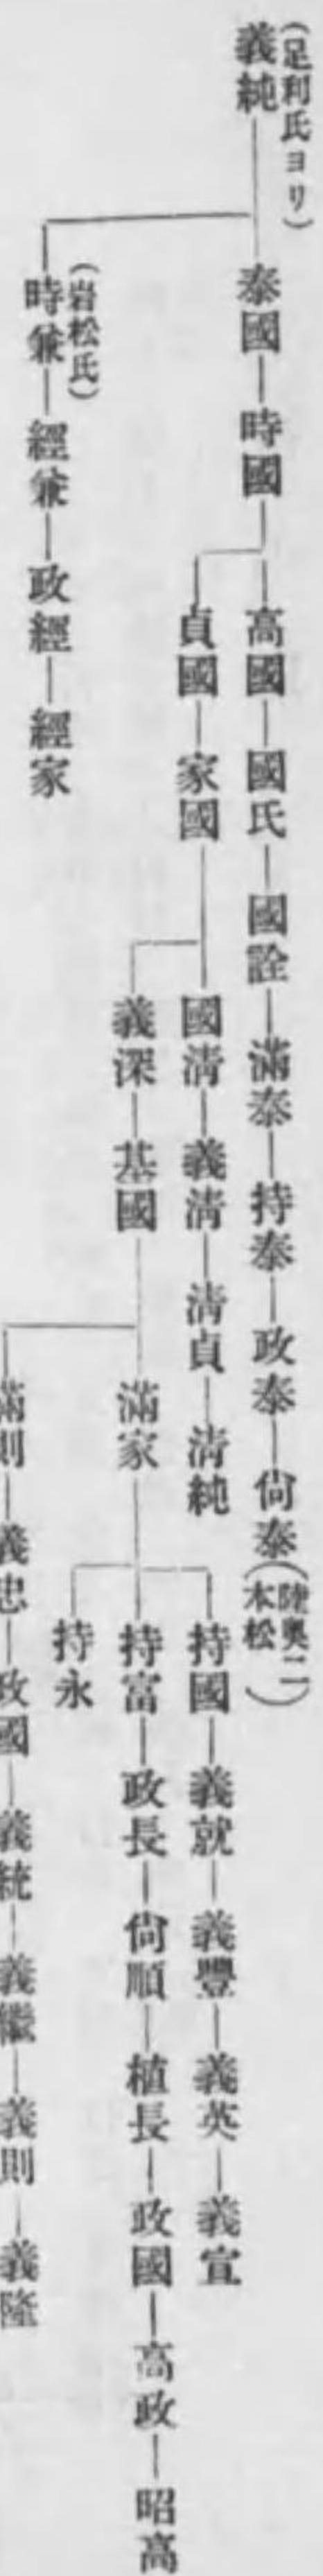 (足利氏ヨリ)
義純
泰國―時國
高國―國氏―國詮―滿泰―持泰―政泰―尙泰(陸奥二本松)
貞國―家國
國淸―義淸―淸貞―淸純
義深―基國
滿家
持國―義就―義豐―義英―義宣
持富―政長―尙順―植長―政國―高政―昭高
持永
滿則―義忠―政國―義統―義繼―義則―義隆
(岩松氏)
時兼―經兼―政經―經家